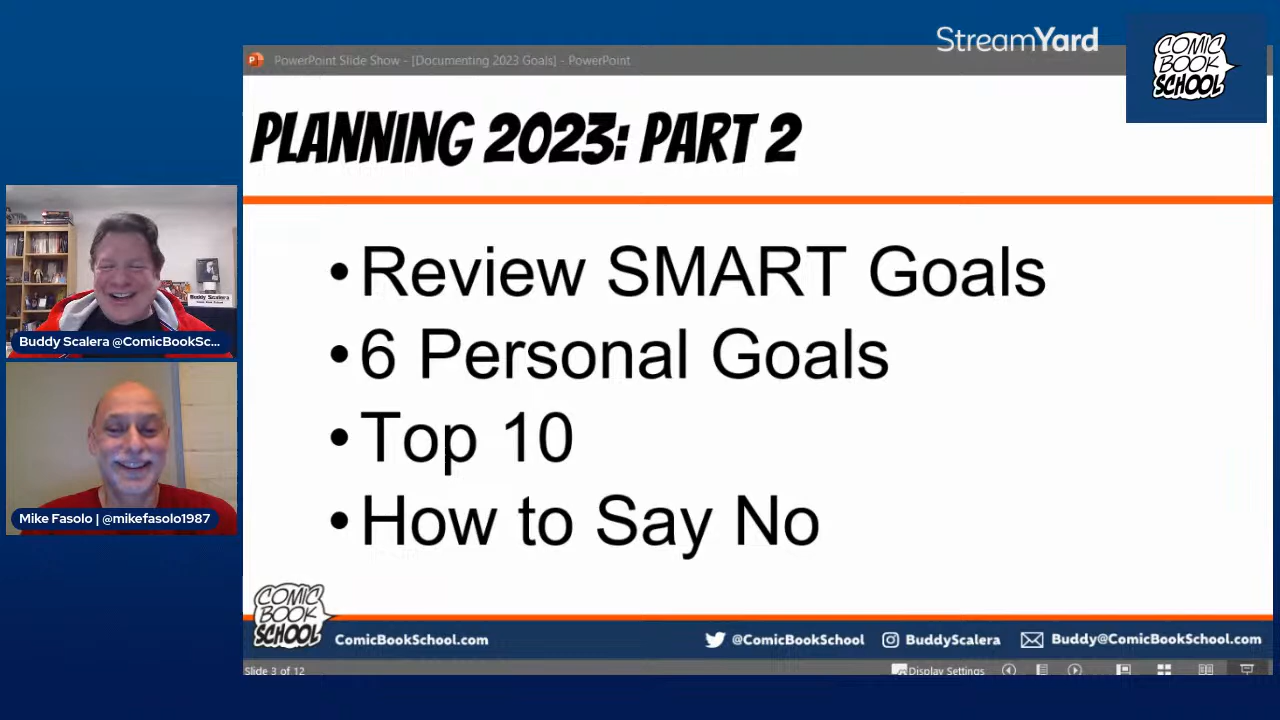 StreamYard
COMIC
BOOK
SCHOOL
PowerPoint Slide Show - [Documenting 2023 Goals] - PowerPoint
PLANNING 2023: PART 2
•Review SMART Goals
•6 Personal Goals
•Top 10
•How to Say No
Buddy Scalera
Buddy Scalera @ComicBookSc...
Mike Fasolo | @mikefasolo1987
COMIC
BOOK
SCHOOL
ComicBookSchool.com
@ComicBookSchool
BuddyScalera
Buddy@ComicBookSchool.com
Slide 3 of 12
Display Settings